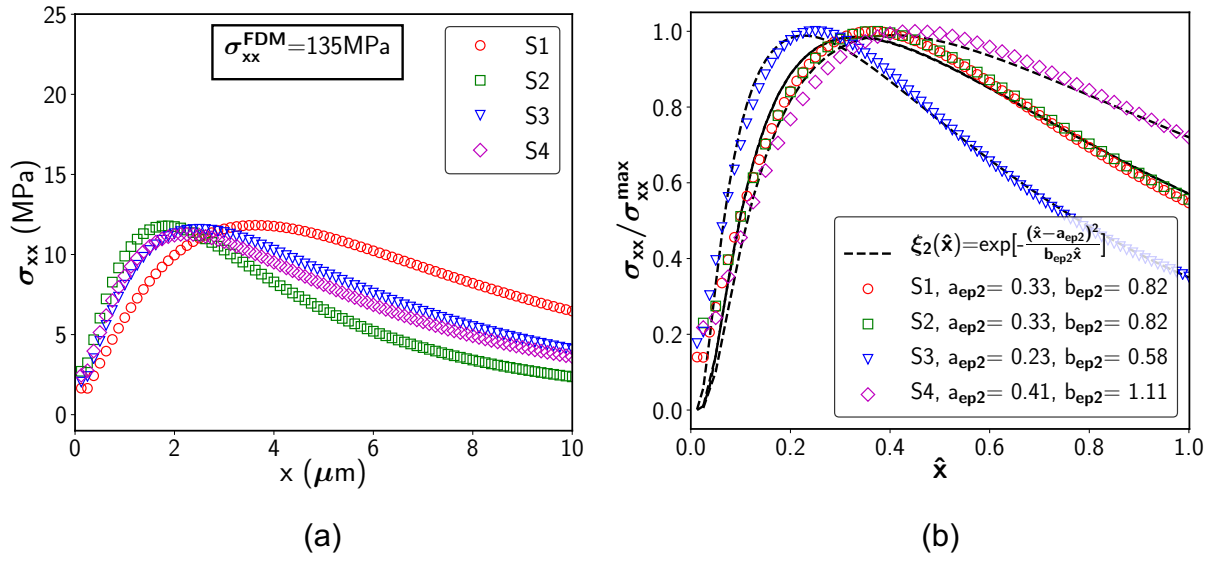 25
20
15
10
5
0
σxx (MPa)
σxx^FDM=135MPa
S1
S2
S3
S4
0 2 4 6 8 10
x (μm)
(a)
1.0
0.8
0.6
0.4
0.2
0.0
σxx/σxx^max
ξ2(x̂)=exp[-(x̂−aep2)²/bep2x̂]
S1, aep2= 0.33, bep2= 0.82
S2, aep2= 0.33, bep2= 0.82
S3, aep2= 0.23, bep2= 0.58
S4, aep2= 0.41, bep2= 1.11
0.0 0.2 0.4 0.6 0.8 1.0
x̂
(b)